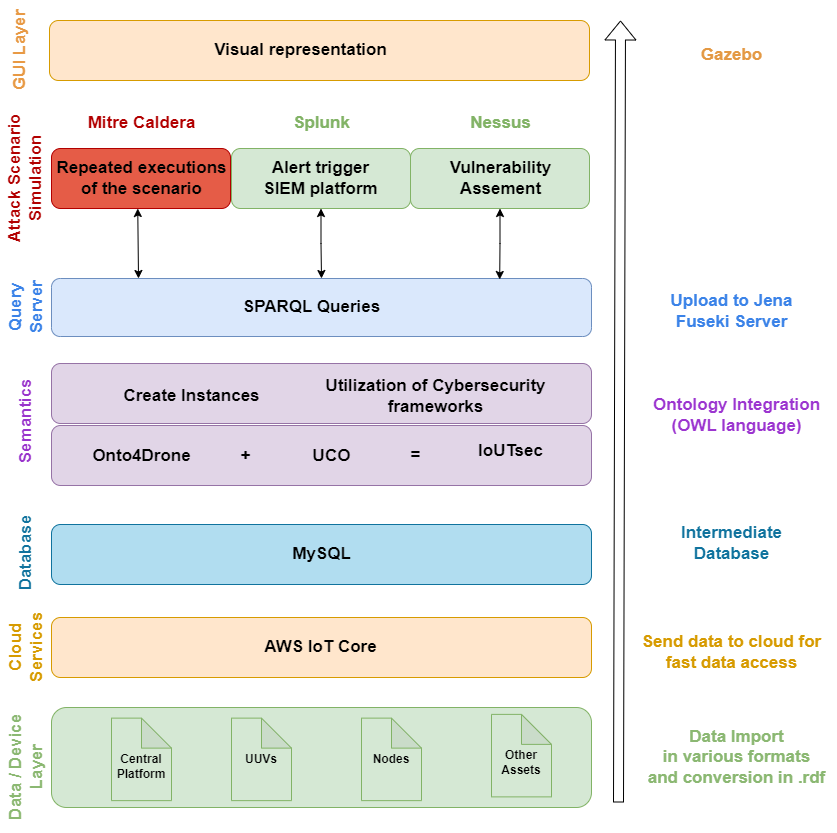 GUI Layer
Visual representation
Gazebo
Attack Scenario
Simulation
Mitre Caldera
Splunk
Nessus
Repeated executions
of the scenario
Alert trigger
SIEM platform
Vulnerability
Assement
Query
Server
SPARQL Queries
Upload to Jena
Fuseki Server
Semantics
Create Instances
Utilization of Cybersecurity
frameworks
Onto4Drone + UCO = IoUTsec
Ontology Integration
(OWL language)
Database
MySQL
Intermediate
Database
Cloud
Services
AWS IoT Core
Send data to cloud for
fast data access
Data / Device
Layer
Central
Platform
UUVs
Nodes
Other
Assets
Data Import
in various formats
and conversion in .rdf